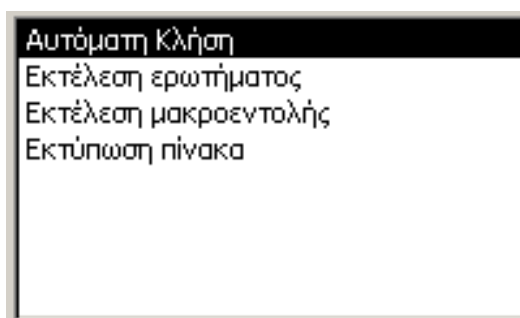 Αυτόματη Κλήση
Εκτέλεση ερωτήματος
Εκτέλεση μακροεντολής
Εκτύπωση πίνακα